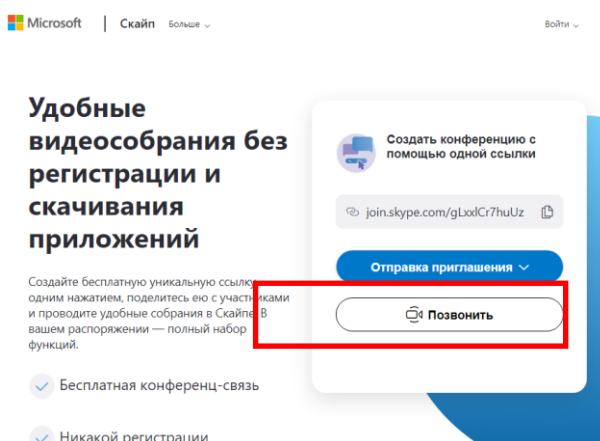 Microsoft
Скайп
Больше
Войти
Удобные
видеособрания без
регистрации и
скачивания
приложений
Создайте бесплатную уникальную ссылку
одним нажатием, поделитесь ею с участниками
и проводите удобные собрания в Скайпе. В
вашем распоряжении — полный набор
функций.
Бесплатная конференц-связь
Никакой регистрации
Создать конференцию с
помощью одной ссылки
join.skype.com/gLxxlCr7huUz
Отправка приглашения
Позвонить